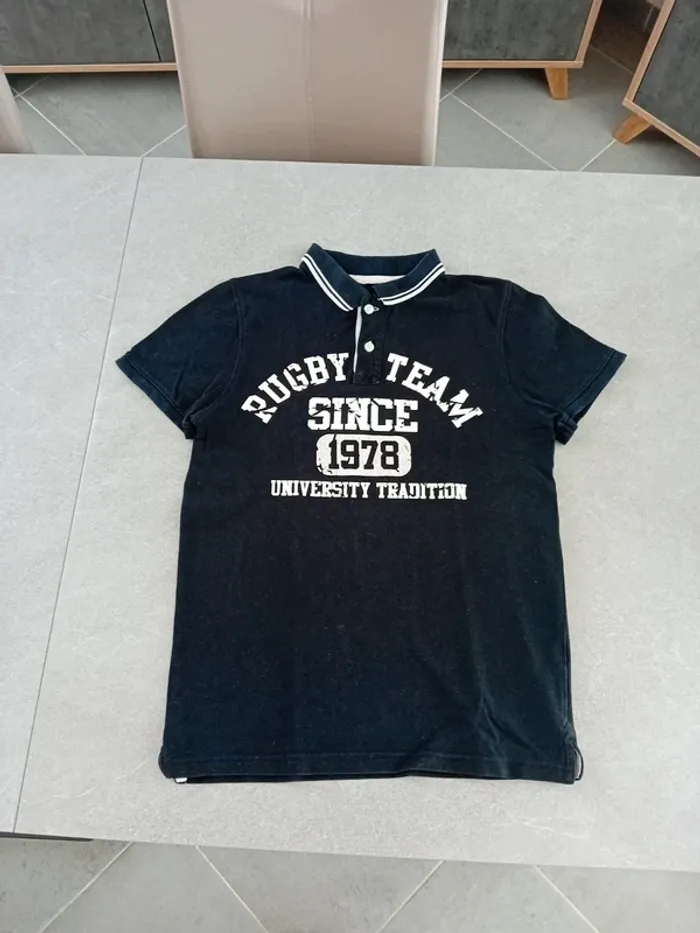 RUGBY TEAM
SINCE
1978
UNIVERSITY TRADITION